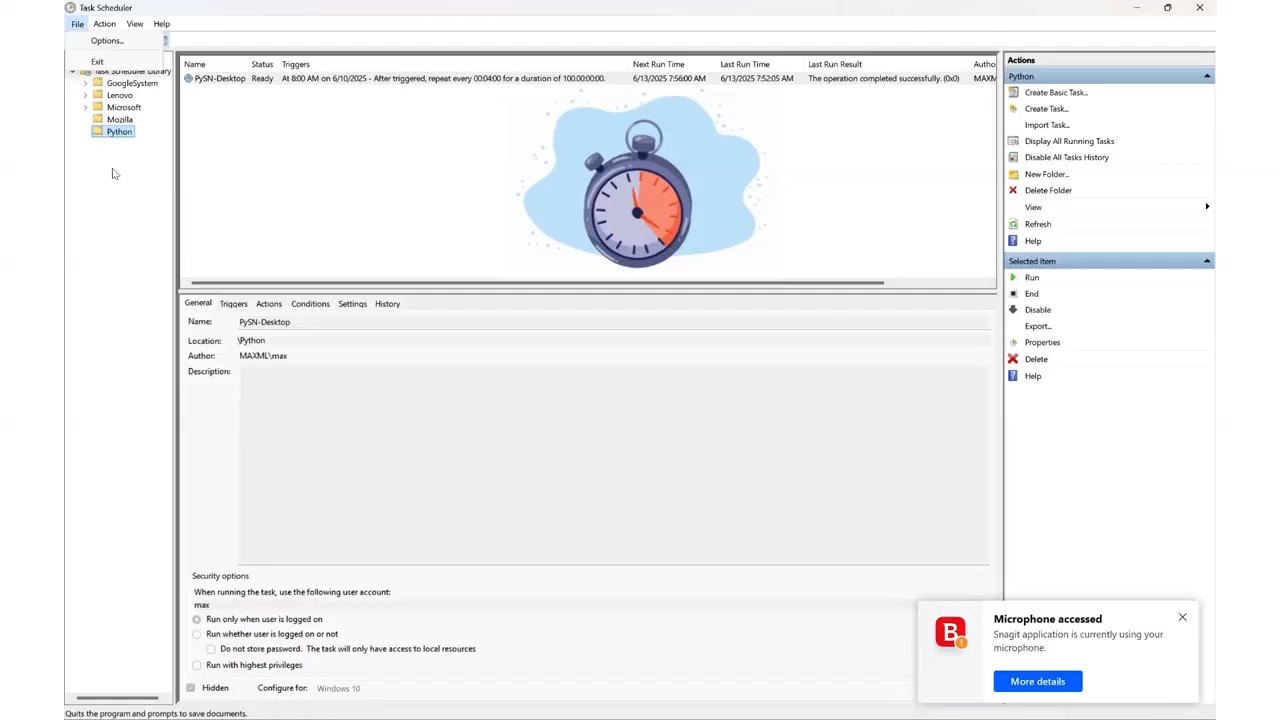 Task Scheduler
File Action View Help
Options...
Exit
Task Scheduler Library
GoogleSystem
Lenovo
Microsoft
Mozilla
Python
Name Status Triggers Next Run Time Last Run Time Last Run Result Autho
PySN-Desktop Ready At 8:00 AM on 6/10/2025 - After triggered, repeat every 00:04:00 for a duration of 100.00:00:00. 6/13/2025 7:56:00 AM 6/13/2025 7:52:05 AM The operation completed successfully. (0x0) MAXM
General Triggers Actions Conditions Settings History
Name: PySN-Desktop
Location: \Python
Author: MAXML\max
Description:
Security options
When running the task, use the following user account:
max
Run only when user is logged on
Run whether user is logged on or not
Do not store password. The task will only have access to local resources
Run with highest privileges
Hidden Configure for: Windows 10
Actions
Python
Create Basic Task...
Create Task...
Import Task...
Display All Running Tasks
Disable All Tasks History
New Folder...
Delete Folder
View
Refresh
Help
Selected Item
Run
End
Disable
Export...
Properties
Delete
Help
B
Microphone accessed
Snagit application is currently using your
microphone.
More details
Quits the program and prompts to save documents.